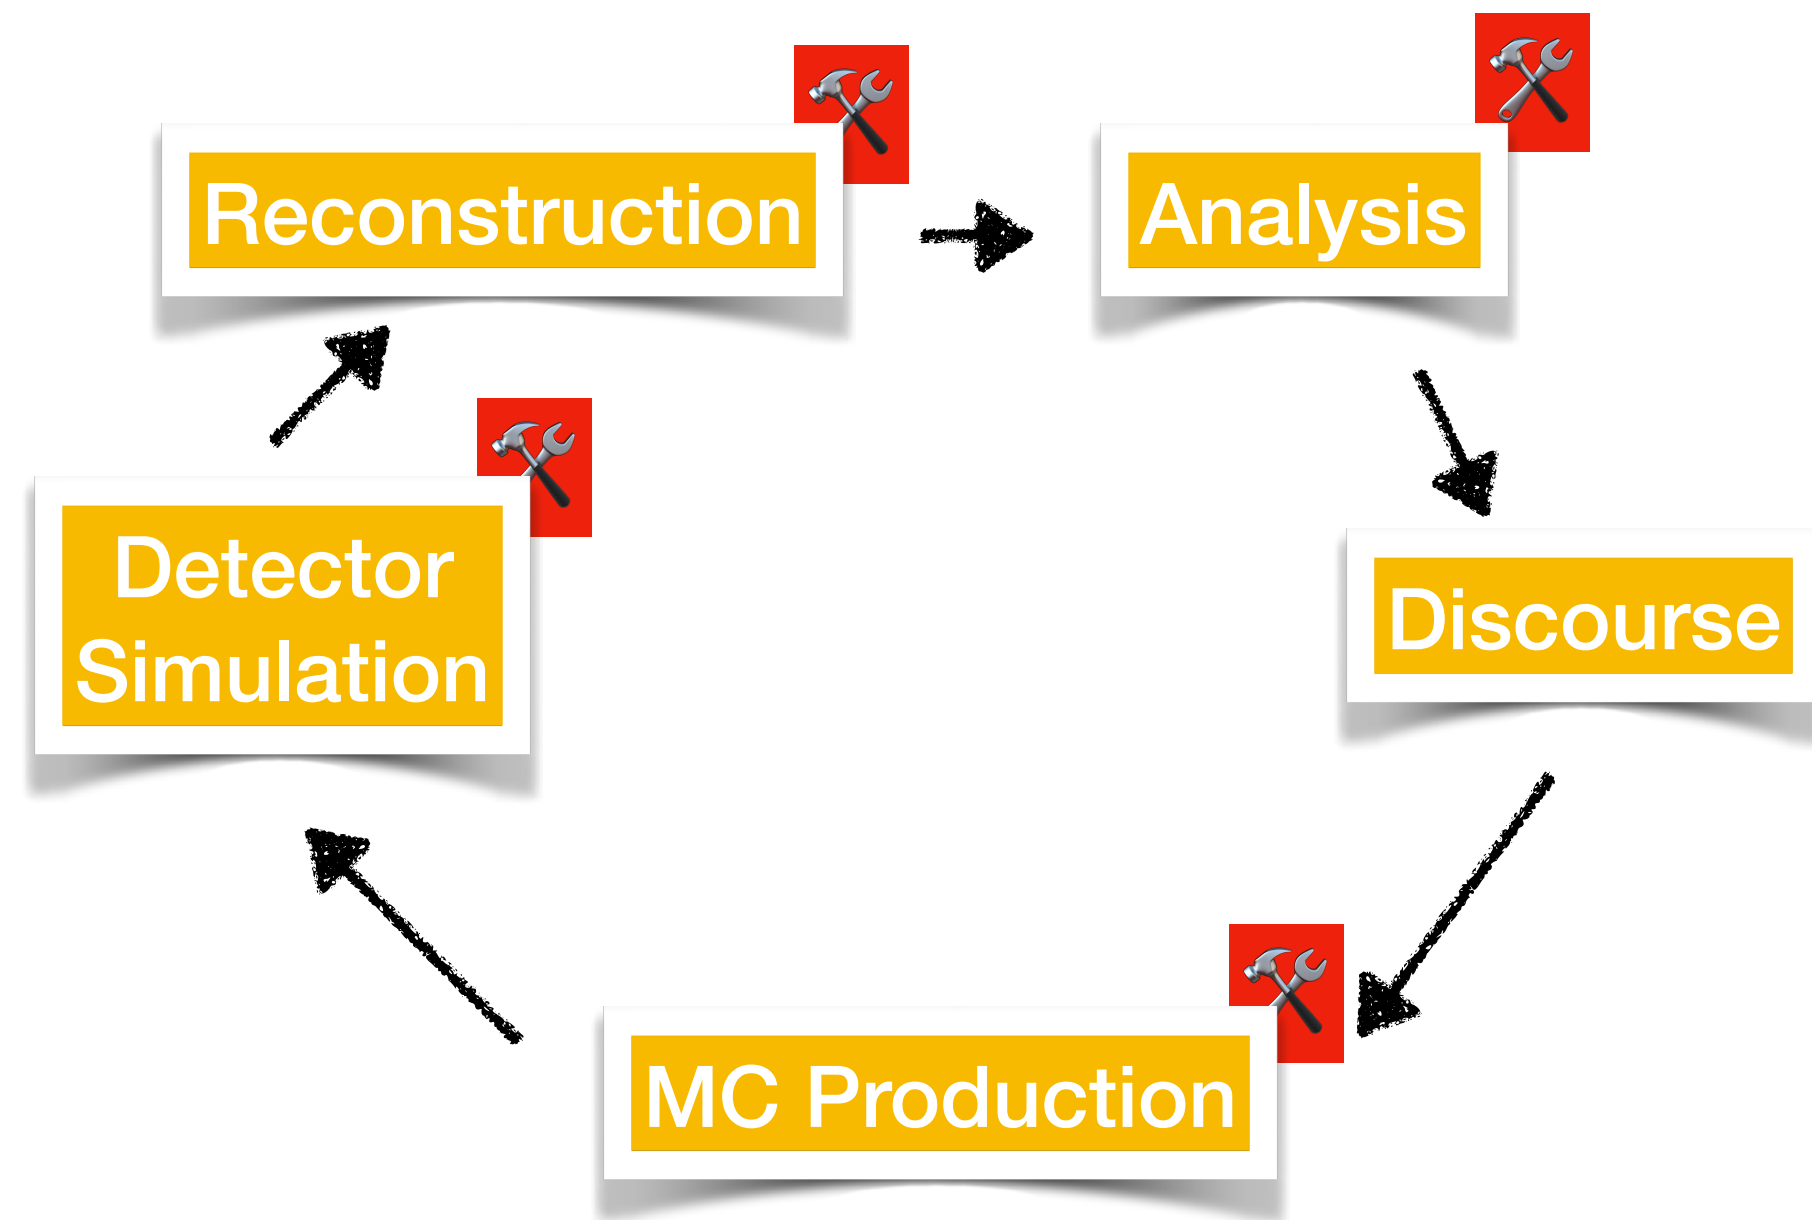 Reconstruction
Analysis
Detector
Simulation
Discourse
MC Production